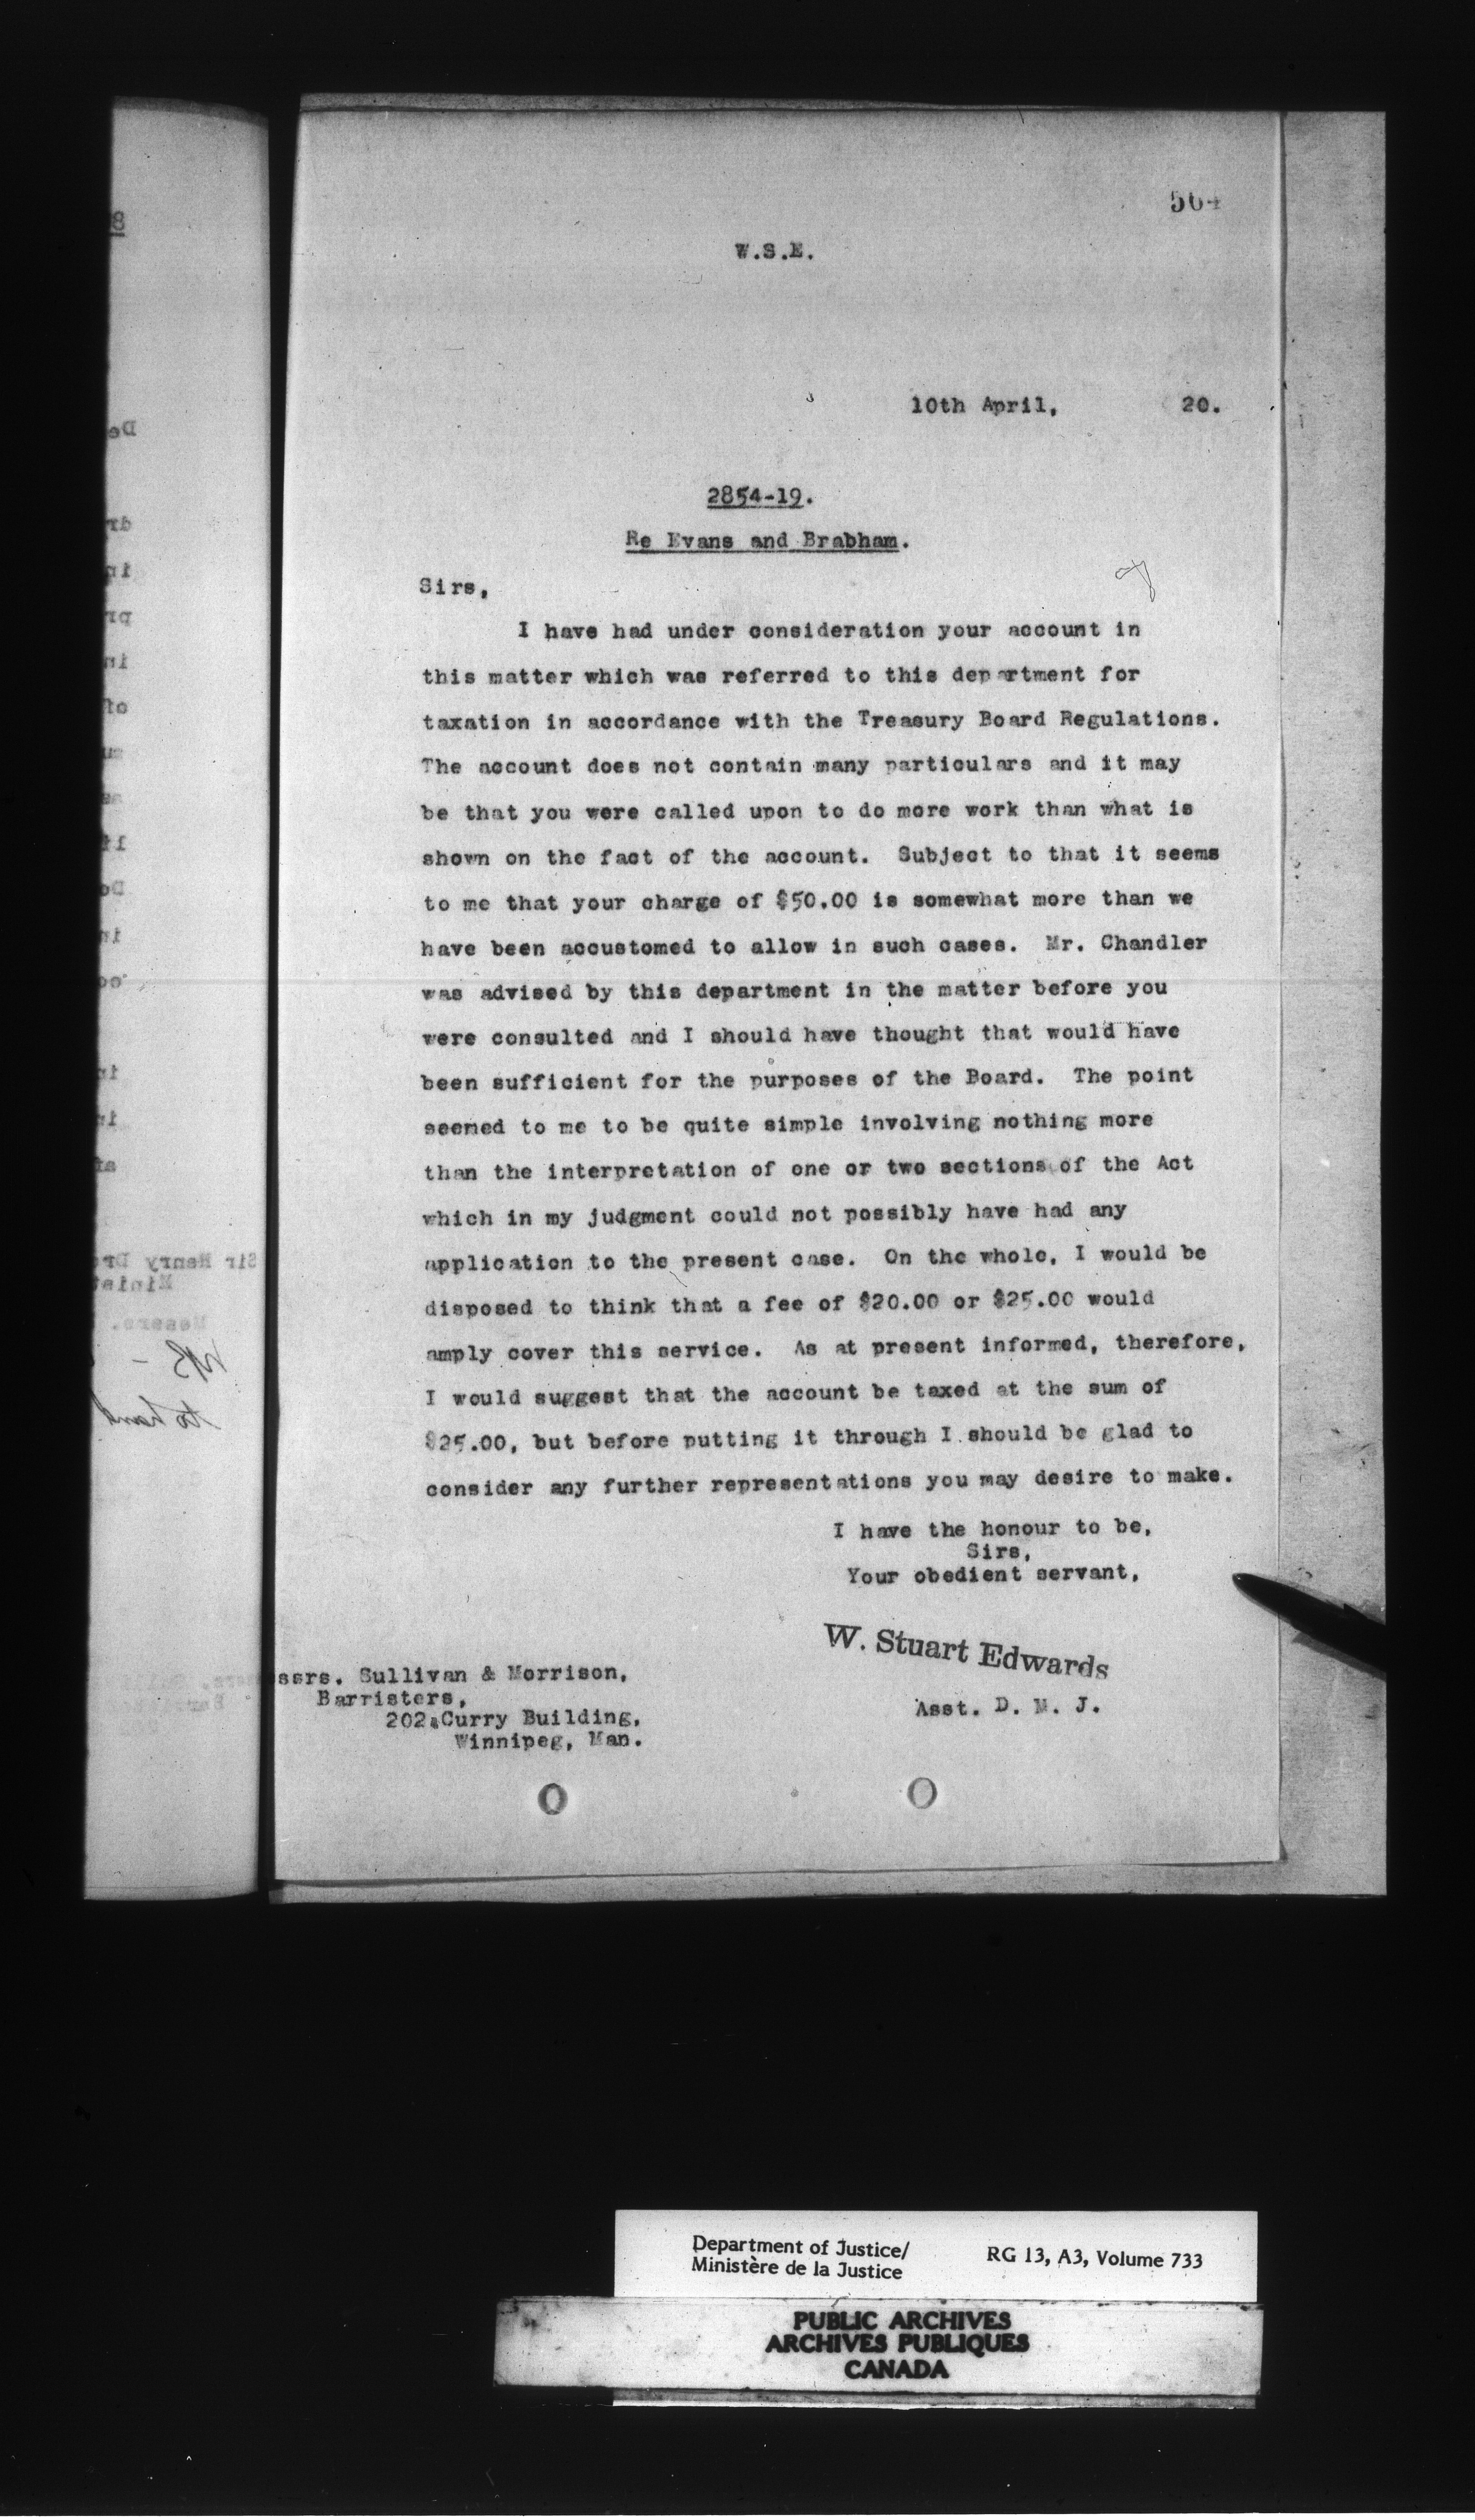 564
W.S.E.
10th April, 20.
2854-19.
Re Evans and Brabham.
Sirs,
I have had under consideration your account in
this matter which was referred to this department for
taxation in accordance with the Treasury Board Regulations.
The account does not contain many particulars and it may
be that you were called upon to do more work than what is
shown on the fact of the account. Subject to that it seems
to me that your charge of $50.00 is somewhat more than we
have been accustomed to allow in such cases. Mr. Chandler
was advised by this department in the matter before you
were consulted and I should have thought that would have
been sufficient for the purposes of the Board. The point
seemed to me to be quite simple involving nothing more
than the interpretation of one or two sections of the Act
which in my judgment could not possibly have had any
application to the present case. On the whole, I would be
disposed to think that a fee of $20.00 or $25.00 would
amply cover this service. As at present informed, therefore,
I would suggest that the account be taxed at the sum of
$25.00, but before putting it through I should be glad to
consider any further representations you may desire to make.
I have the honour to be,
Sirs,
Your obedient servant,
W. Stuart Edwards
Asst. D. M. J.
ssrs. Sullivan & Morrison,
Barristers,
202 Curry Building,
Winnipeg, Man.
Department of Justice/
Ministère de la Justice
RG 13, A3, Volume 733
PUBLIC ARCHIVES
ARCHIVES PUBLIQUES
CANADA